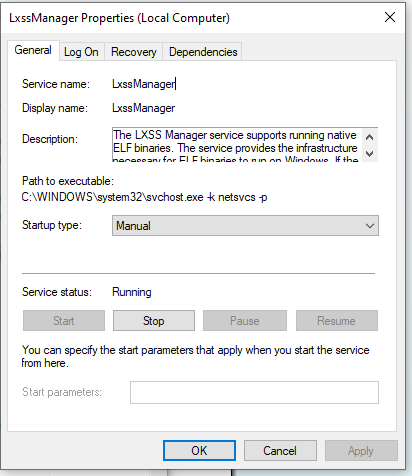 LxssManager Properties (Local Computer)
General Log On Recovery Dependencies
Service name: LxssManager
Display name: LxssManager
Description: The LXSS Manager service supports running native
ELF binaries. The service provides the infrastructure
necessary for ELF binaries to run on Windows. If the
Path to executable:
C:\WINDOWS\system32\svchost.exe -k netsvcs -p
Startup type: Manual
Service status: Running
Start Stop Pause Resume
You can specify the start parameters that apply when you start the service
from here.
Start parameters:
OK Cancel Apply